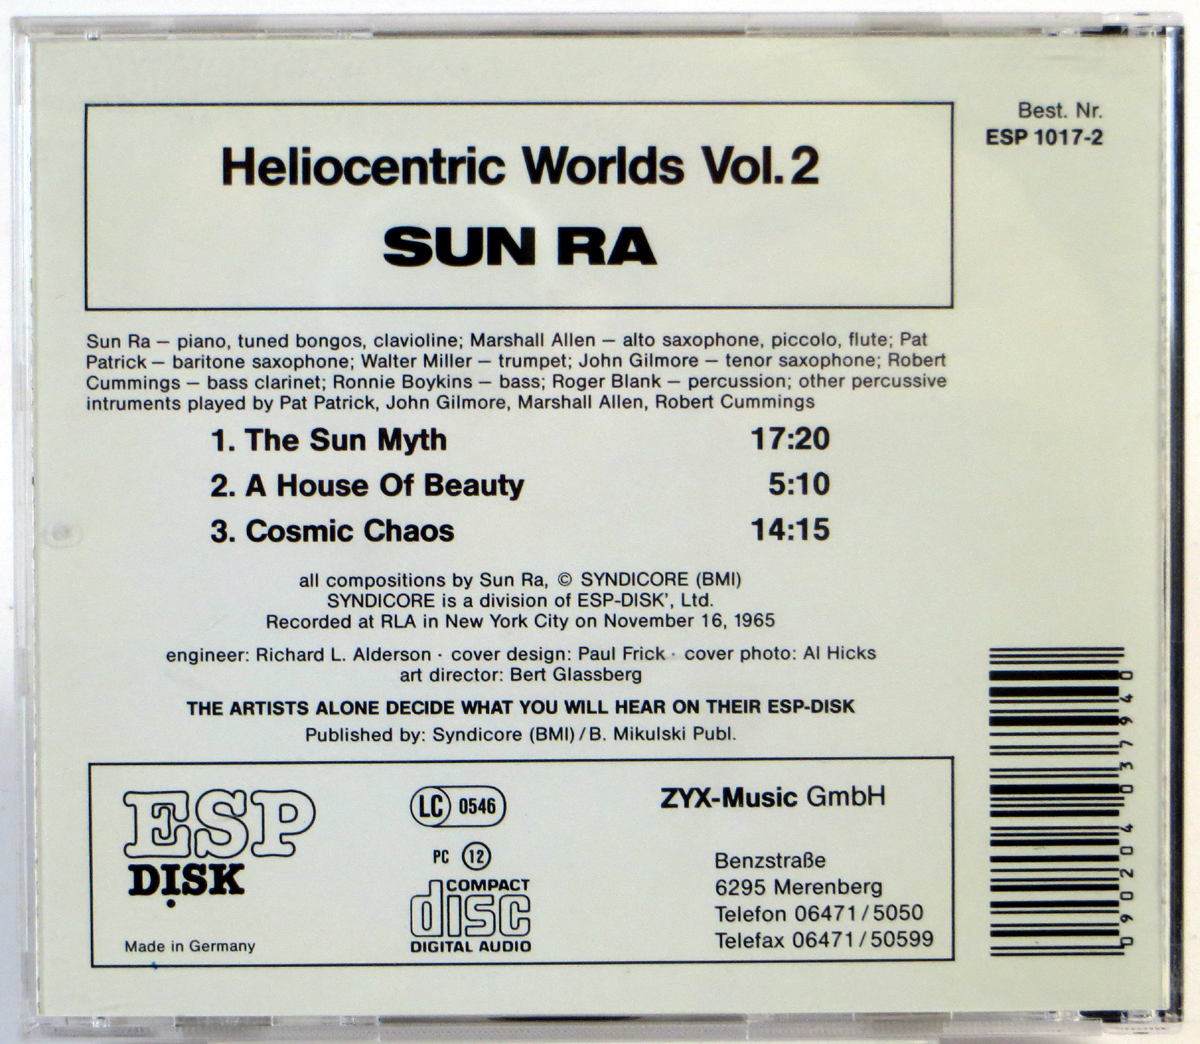 Best. Nr.
ESP 1017-2
Heliocentric Worlds Vol. 2
SUN RA
Sun Ra – piano, tuned bongos, clavioline; Marshall Allen – alto saxophone, piccolo, flute; Pat
Patrick – baritone saxophone; Walter Miller – trumpet; John Gilmore – tenor saxophone; Robert
Cummings – bass clarinet; Ronnie Boykins – bass; Roger Blank – percussion; other percussive
intruments played by Pat Patrick, John Gilmore, Marshall Allen, Robert Cummings
1. The Sun Myth 17:20
2. A House Of Beauty 5:10
3. Cosmic Chaos 14:15
all compositions by Sun Ra, © SYNDICORE (BMI)
SYNDICORE is a division of ESP-DISK', Ltd.
Recorded at RLA in New York City on November 16, 1965
engineer: Richard L. Alderson · cover design: Paul Frick · cover photo: Al Hicks
art director: Bert Glassberg
THE ARTISTS ALONE DECIDE WHAT YOU WILL HEAR ON THEIR ESP-DISK
Published by: Syndicore (BMI) / B. Mikulski Publ.
ESP
DISK
Made in Germany
LC 0546
PC 12
COMPACT
disc
DIGITAL AUDIO
ZYX-Music GmbH
Benzstraße
6295 Merenberg
Telefon 06471/5050
Telefax 06471/50599
090204037940